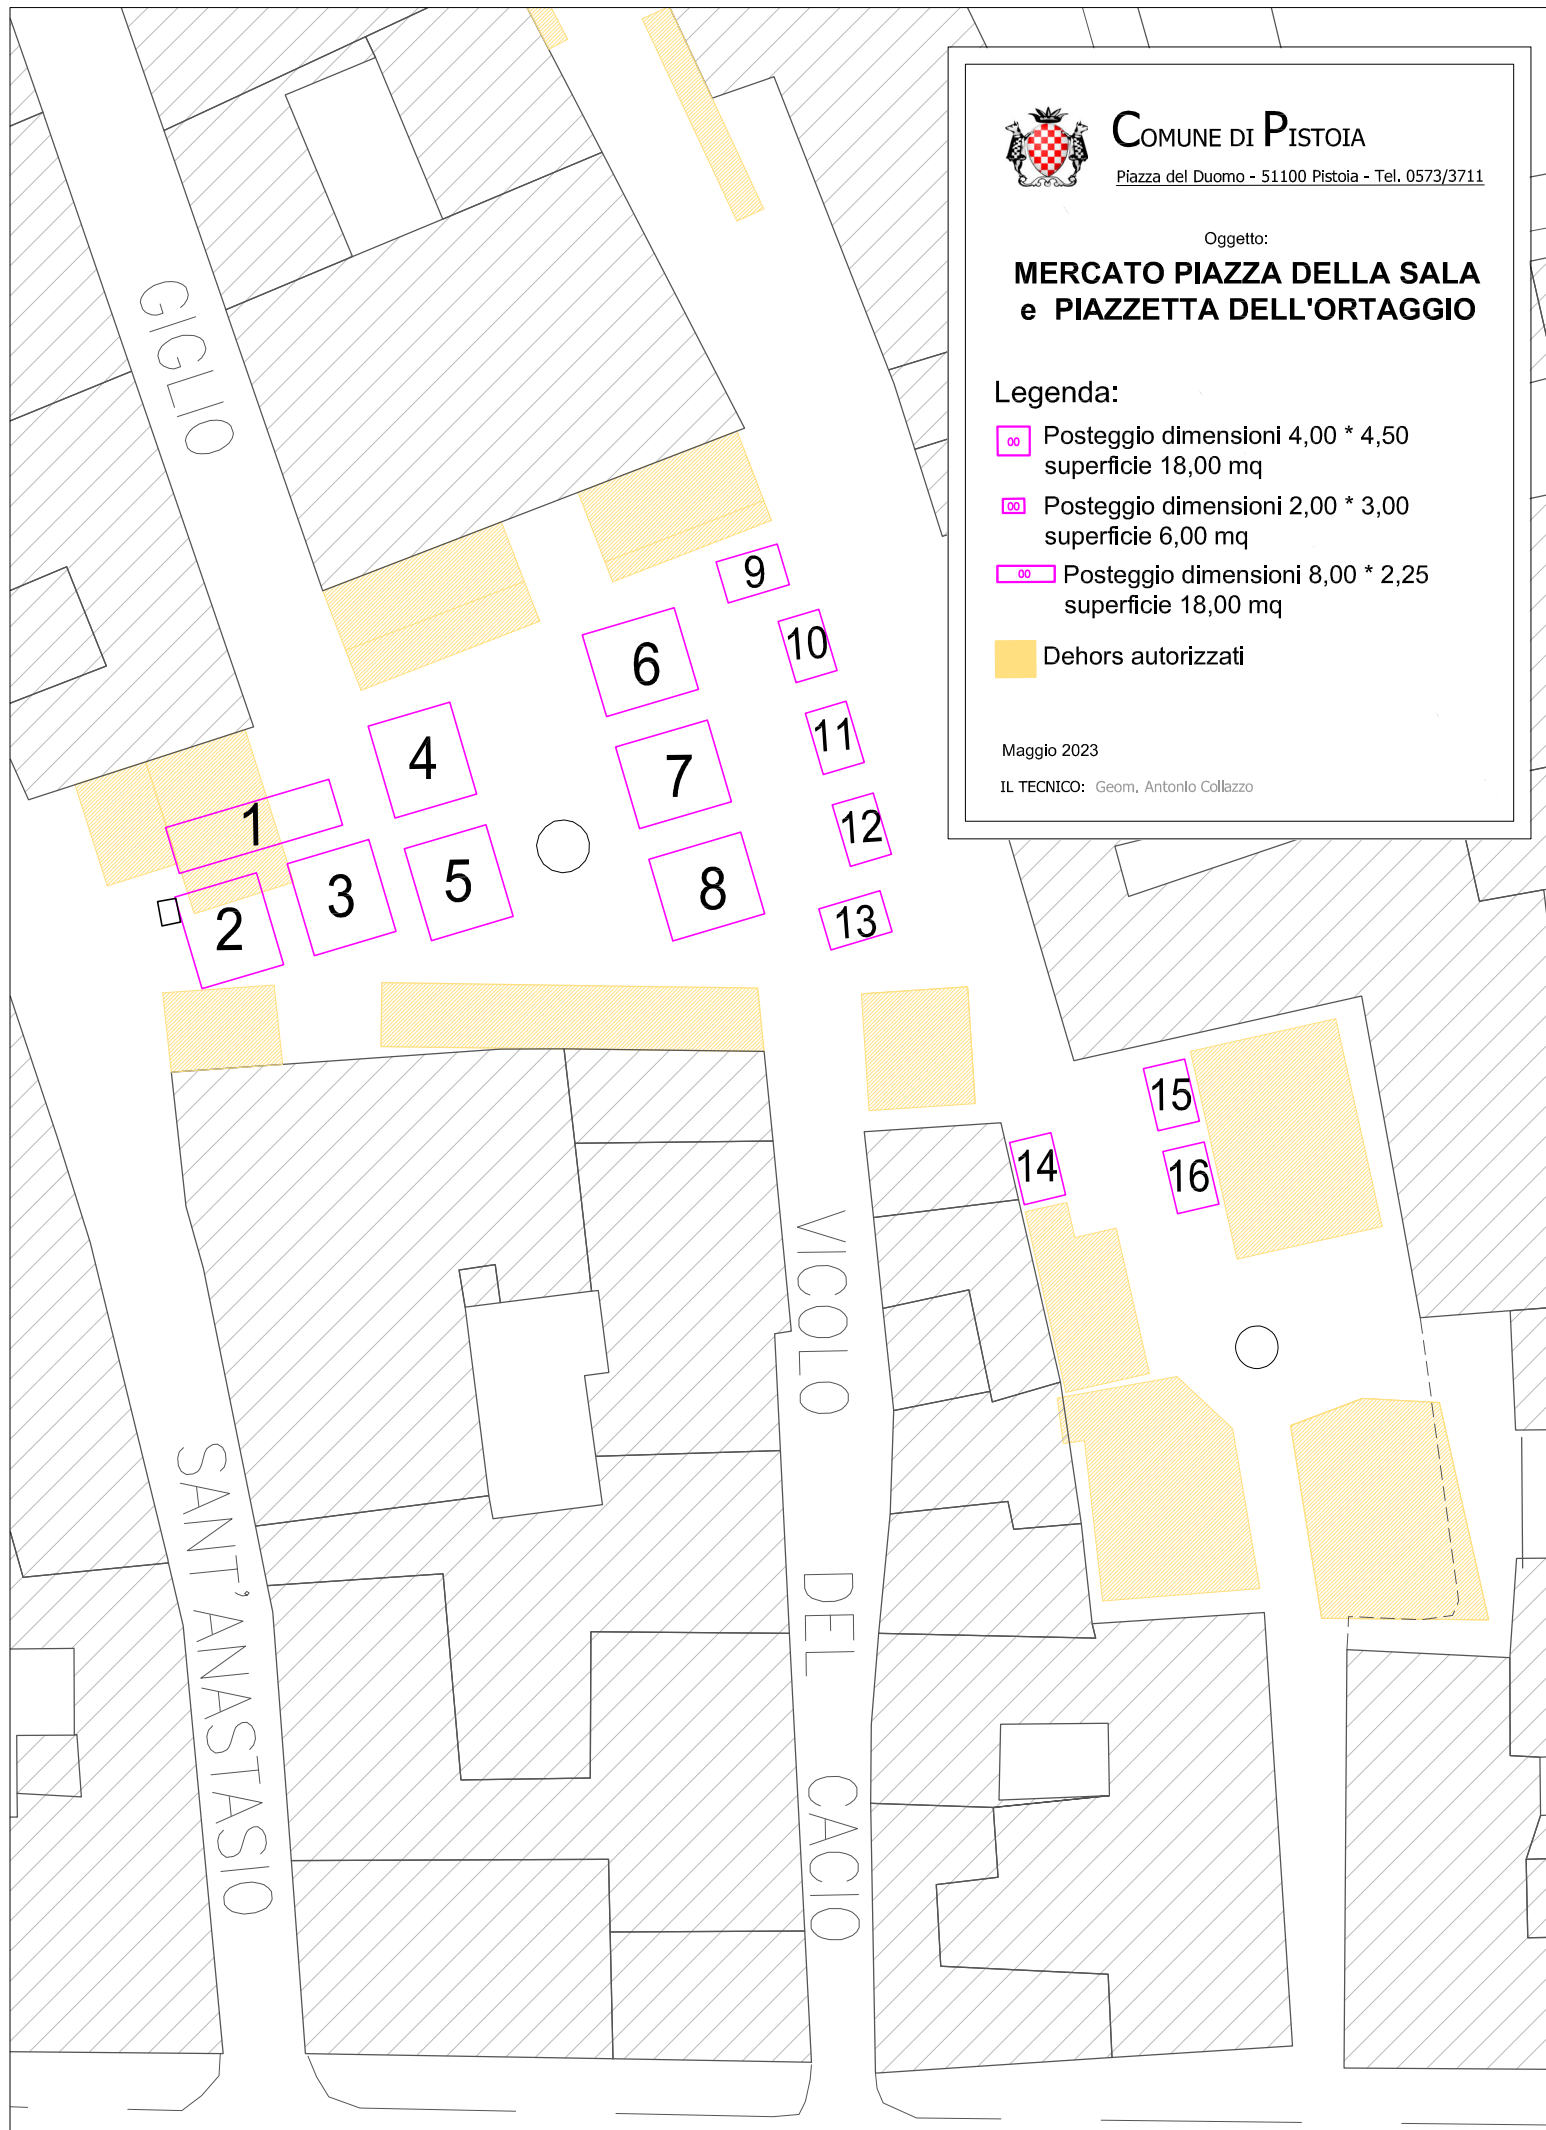 COMUNE DI PISTOIA
Piazza del Duomo - 51100 Pistoia - Tel. 0573/3711
Oggetto:
MERCATO PIAZZA DELLA SALA
e PIAZZETTA DELL'ORTAGGIO
Legenda:
00 Posteggio dimensioni 4,00 * 4,50
superficie 18,00 mq
00 Posteggio dimensioni 2,00 * 3,00
superficie 6,00 mq
00 Posteggio dimensioni 8,00 * 2,25
superficie 18,00 mq
Dehors autorizzati
Maggio 2023
IL TECNICO: Geom. Antonio Collazzo
GIGLIO
1
2
3
4
5
6
7
8
9
10
11
12
13
14
15
16
SANT'ANASTASIO
VICOLO DEL CACIO